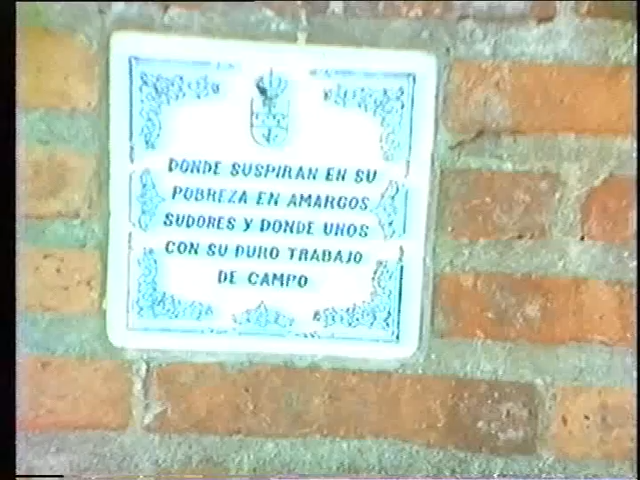 DONDE SUSPIRAN EN SU
POBREZA EN AMARGOS
SUDORES Y DONDE UNOS
CON SU DURO TRABAJO
DE CAMPO